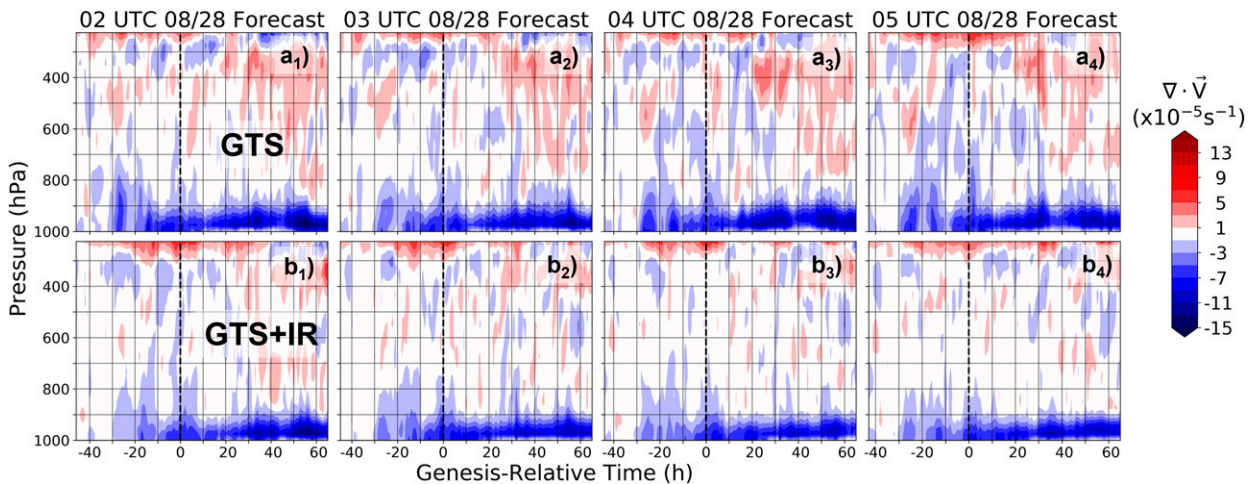 02 UTC 08/28 Forecast 03 UTC 08/28 Forecast 04 UTC 08/28 Forecast 05 UTC 08/28 Forecast
a₁) a₂) a₃) a₄)
GTS
400
600
800
1000
b₁) b₂) b₃) b₄)
GTS+IR
400
600
800
1000
Pressure (hPa)
-40 -20 0 20 40 60 -40 -20 0 20 40 60 -40 -20 0 20 40 60 -40 -20 0 20 40 60
Genesis-Relative Time (h)
∇ · V⃗
(x10⁻⁵s⁻¹)
13
9
5
1
-3
-7
-11
-15